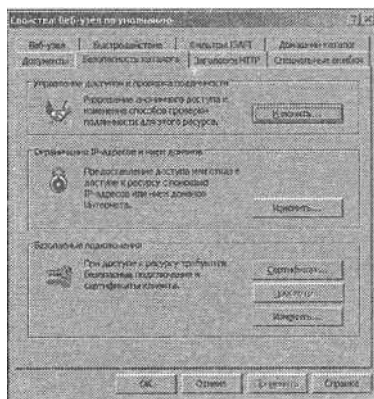 Свойства: Веб-узел по умолчанию
Веб-узел Быстродействие Фильтры ISAPI Домашний каталог
Документы Безопасность каталога Заголовки HTTP Специальные ошибки
Управление доступом и проверка подлинности
Разрешение анонимного доступа и
изменение способов проверки
подлинности для этого ресурса.
Изменить...
Ограничения IP-адресов и имен доменов
Предоставление доступа или отказ в
доступе к ресурсу с помощью
IP-адресов или имен доменов
Интернета.
Изменить...
Безопасные подключения
При доступе к ресурсу требуются
безопасные подключения и
сертификаты клиента.
Сертификат...
Изменить...
OK Отмена Применить Справка